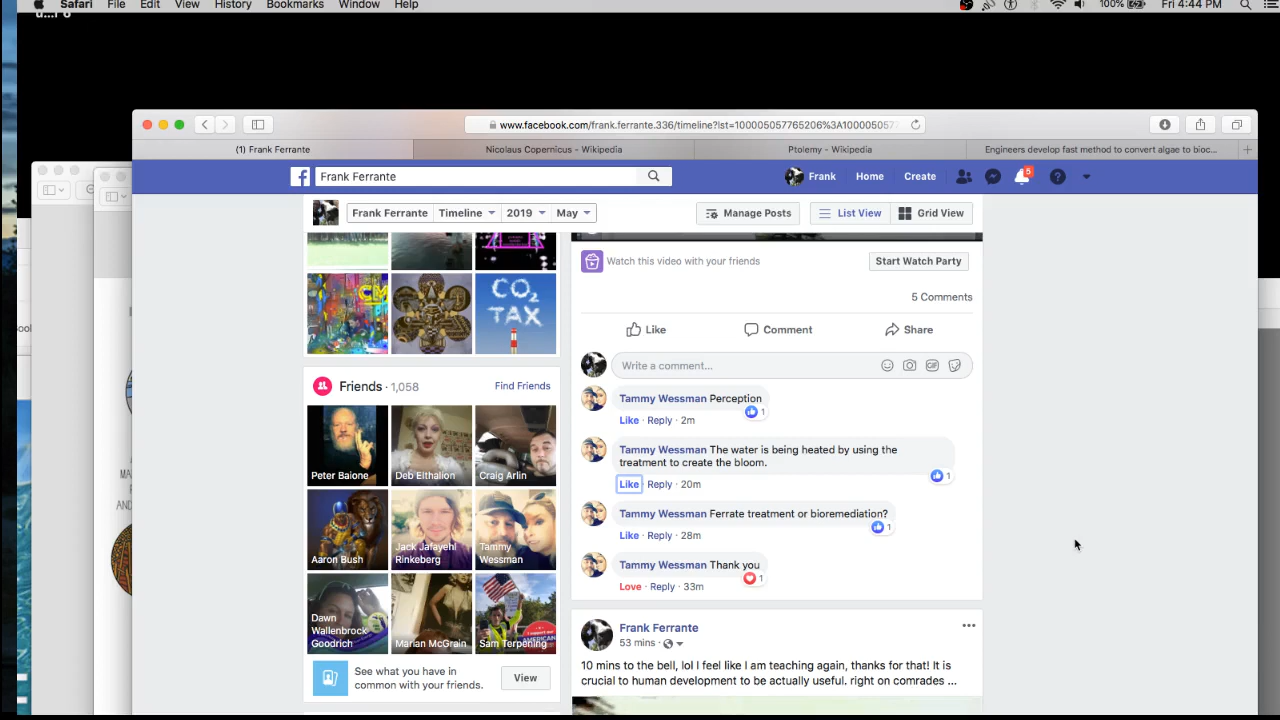 Safari File Edit View History Bookmarks Window Help
100% Fri 4:44 PM
www.facebook.com/frank.ferrante.336/timeline?lst=100005057765206%3A1000050577
(1) Frank Ferrante
Nicolaus Copernicus - Wikipedia
Ptolemy - Wikipedia
Engineers develop fast method to convert algae to bioc...
Frank Ferrante
Frank Home Create
5
Frank Ferrante Timeline 2019 May
Manage Posts List View Grid View
CO2
TAX
Friends · 1,058 Find Friends
Peter Baione
Deb Elthalion
Craig Arlin
Aaron Bush
Jack Jafayehl
Rinkeberg
Tammy
Wessman
Dawn
Wallenbrock
Goodrich
Marian McGrain
Sam Terpening
See what you have in
common with your friends.
View
Watch this video with your friends Start Watch Party
5 Comments
Like Comment Share
Write a comment...
Tammy Wessman Perception
1
Like · Reply · 2m
Tammy Wessman The water is being heated by using the
treatment to create the bloom.
1
Like · Reply · 20m
Tammy Wessman Ferrate treatment or bioremediation?
1
Like · Reply · 28m
Tammy Wessman Thank you
1
Love · Reply · 33m
Frank Ferrante
53 mins ·
10 mins to the bell, lol I feel like I am teaching again, thanks for that! It is
crucial to human development to be actually useful. right on comrades ...